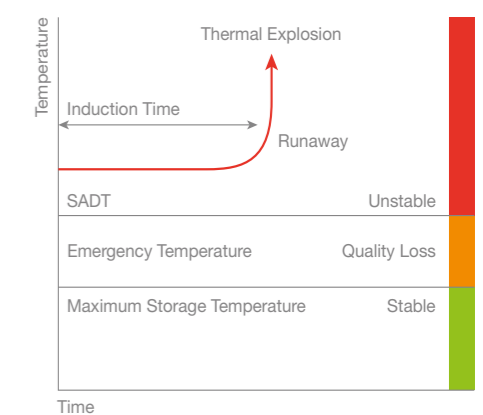 Temperature
Thermal Explosion
Induction Time
Runaway
SADT
Unstable
Emergency Temperature
Quality Loss
Maximum Storage Temperature
Stable
Time